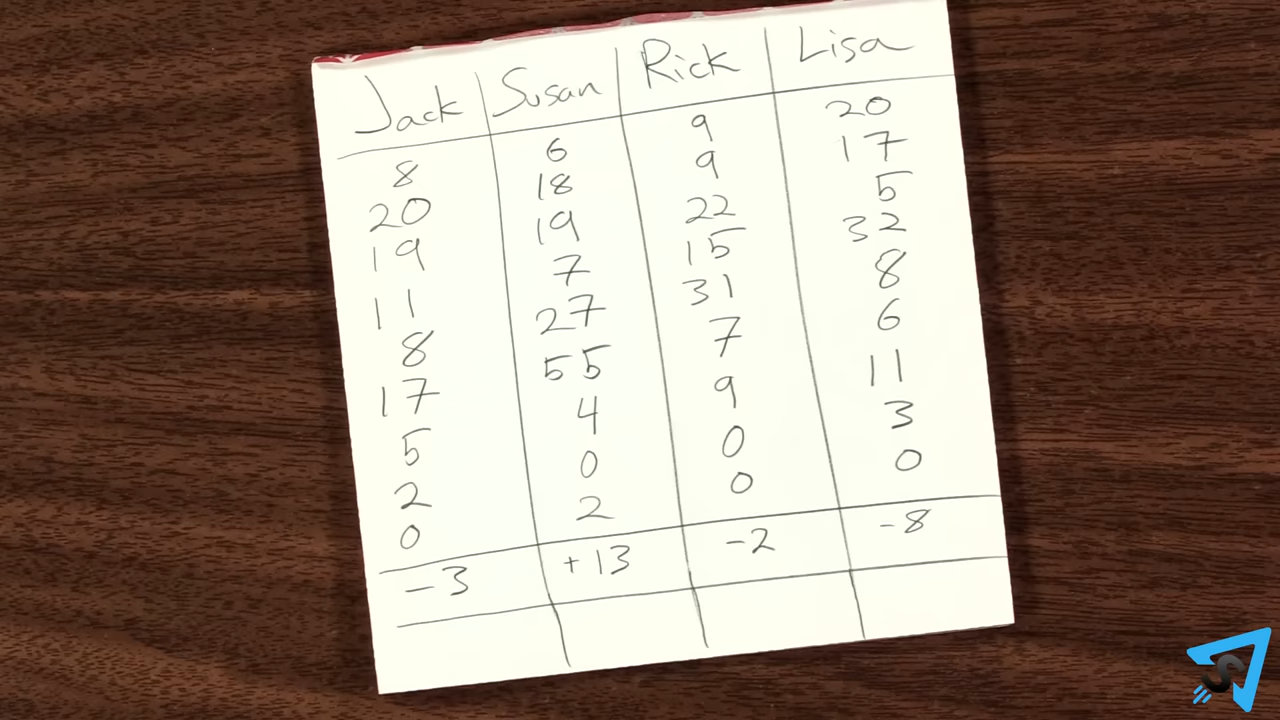 Jack Susan Rick Lisa
8 6 9 20
20 18 9 17
19 19 22 5
11 7 15 32
8 27 31 8
17 55 7 6
5 4 9 11
2 0 0 3
0 2 0 0
-3 +13 -2 -8
S